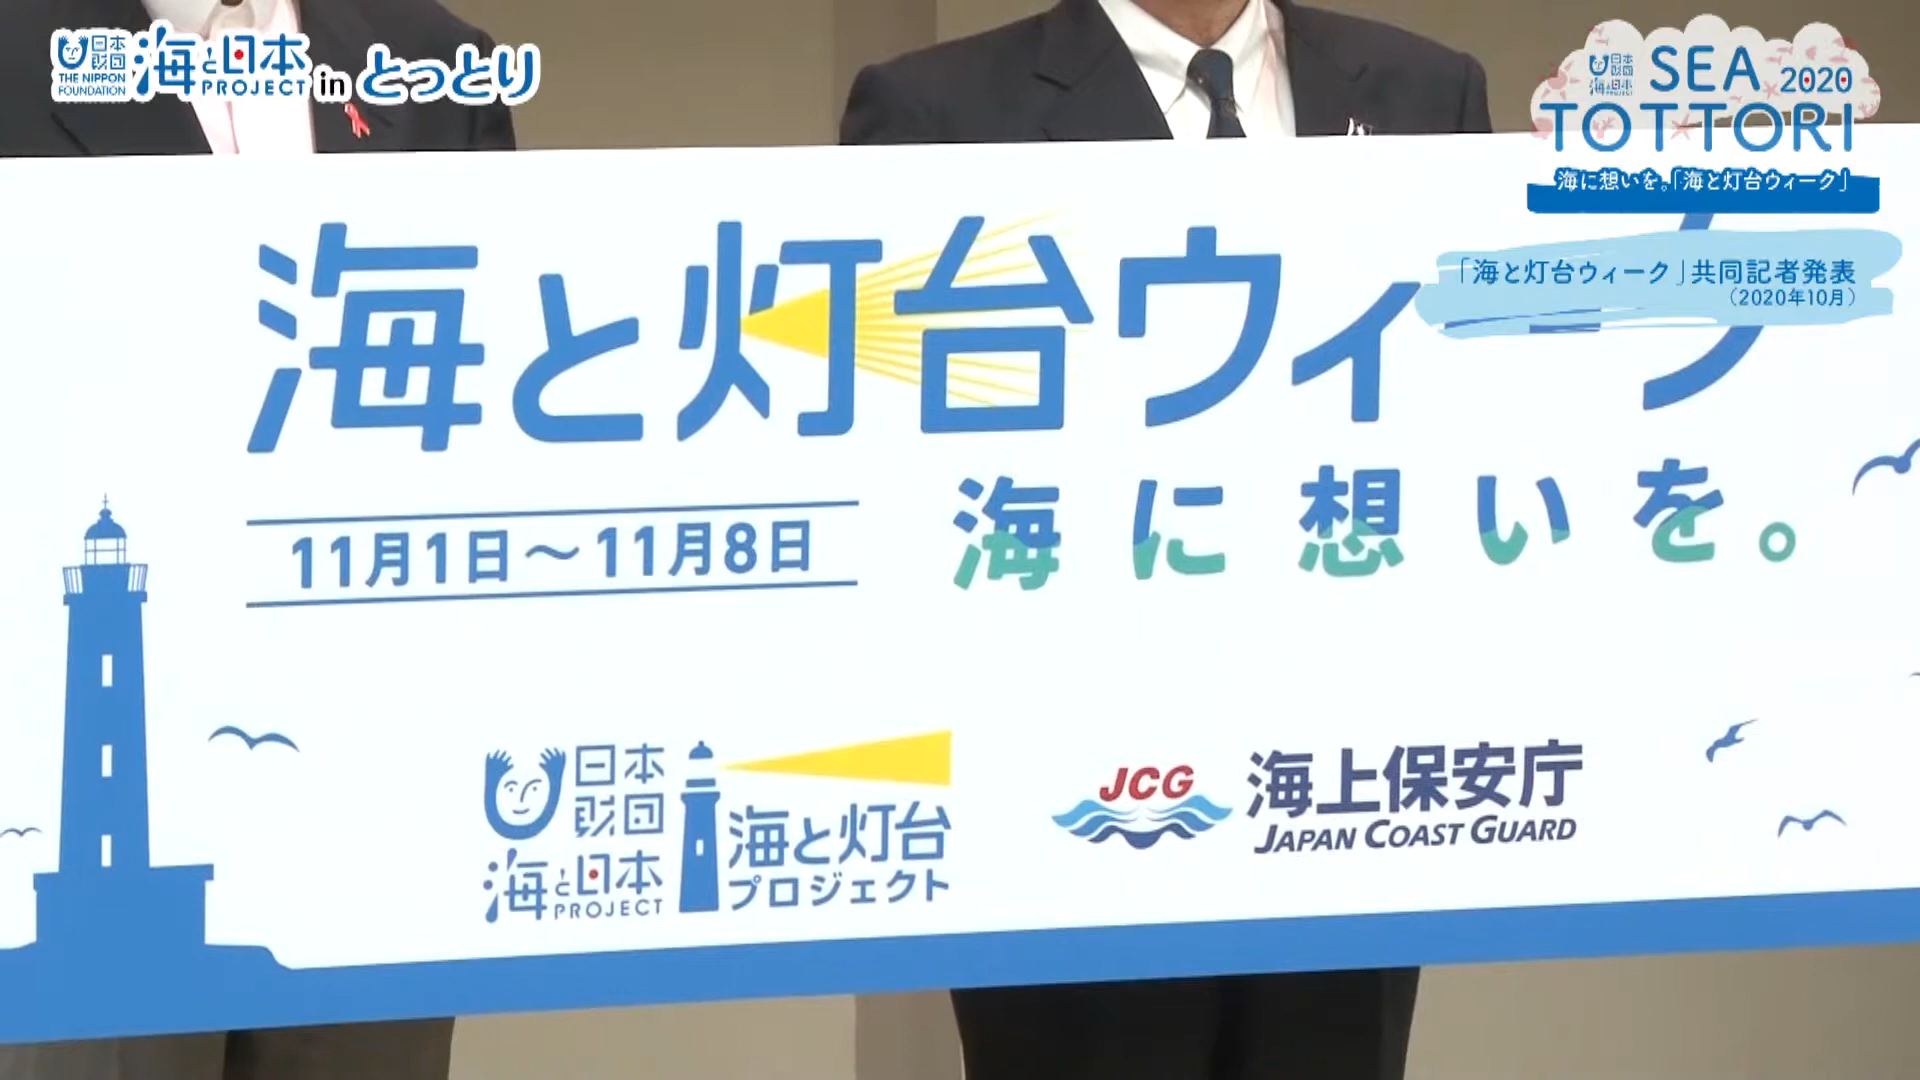 日本財団
THE NIPPON FOUNDATION
海と日本 PROJECT in とっとり
日本財団
海と日本 PROJECT
SEA 2020
TOTTORI
海に想いを。「海と灯台ウィーク」
「海と灯台ウィーク」共同記者発表
（2020年10月）
海と灯台ウィーク
11月1日～11月8日
海に想いを。
日本財団
海と日本 PROJECT
海と灯台
プロジェクト
JCG
海上保安庁
JAPAN COAST GUARD